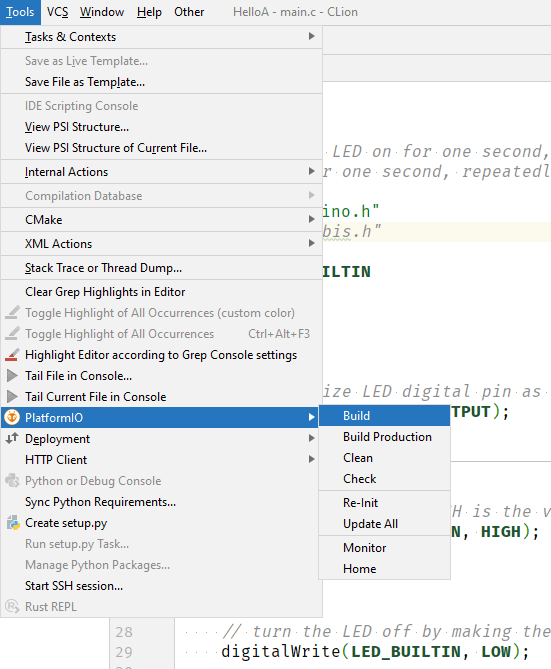 Tools VCS Window Help Other HelloA - main.c - CLion
Tasks & Contexts
Save as Live Template...
Save File as Template...
IDE Scripting Console
View PSI Structure...
View PSI Structure of Current File...
Internal Actions
Compilation Database
CMake
XML Actions
Stack Trace or Thread Dump...
Clear Grep Highlights in Editor
Toggle Highlight of All Occurrences (custom color)
Toggle Highlight of All Occurrences Ctrl+Alt+F3
Highlight Editor according to Grep Console settings
Tail File in Console...
Tail Current File in Console
PlatformIO
Deployment
HTTP Client
Python or Debug Console
Sync Python Requirements...
Create setup.py
Run setup.py Task...
Manage Python Packages...
Start SSH session...
Rust REPL
Build
Build Production
Clean
Check
Re-Init
Update All
Monitor
Home
LED on for one second,
r one second, repeatedl
ino.h"
bis.h"
ILTIN
ize LED digital pin as
TPUT);
H is the v
N, HIGH);
28 // turn the LED off by making the
29 digitalWrite(LED_BUILTIN, LOW);